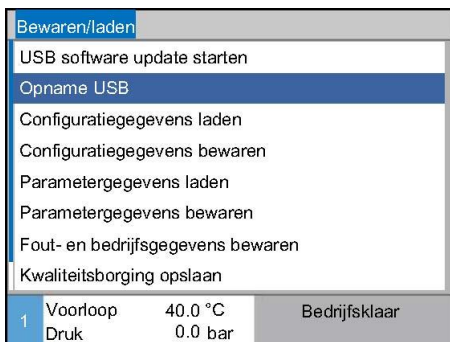 Bewaren/laden
USB software update starten
Opname USB
Configuratiegegevens laden
Configuratiegegevens bewaren
Parametergegevens laden
Parametergegevens bewaren
Fout- en bedrijfsgegevens bewaren
Kwaliteitsborging opslaan
1 Voorloop 40.0 °C Bedrijfsklaar
Druk 0.0 bar